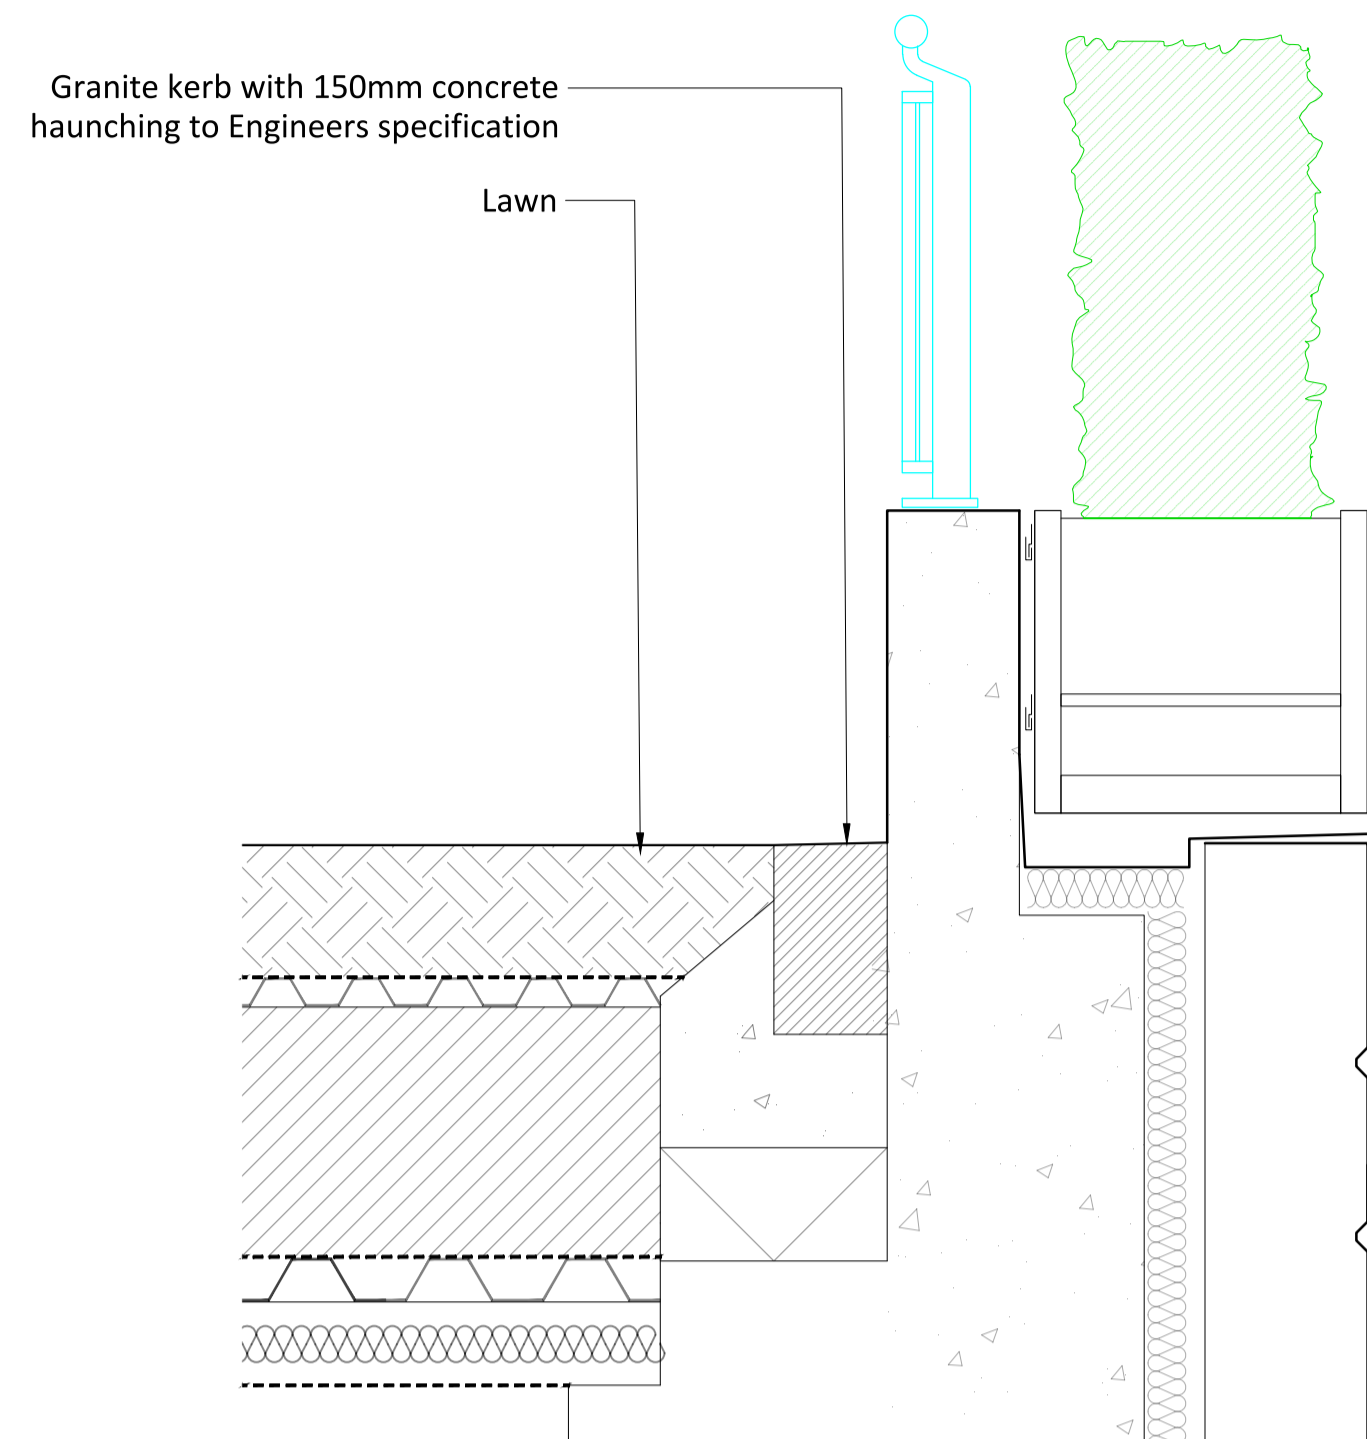 Granite kerb with 150mm concrete
haunching to Engineers specification
Lawn